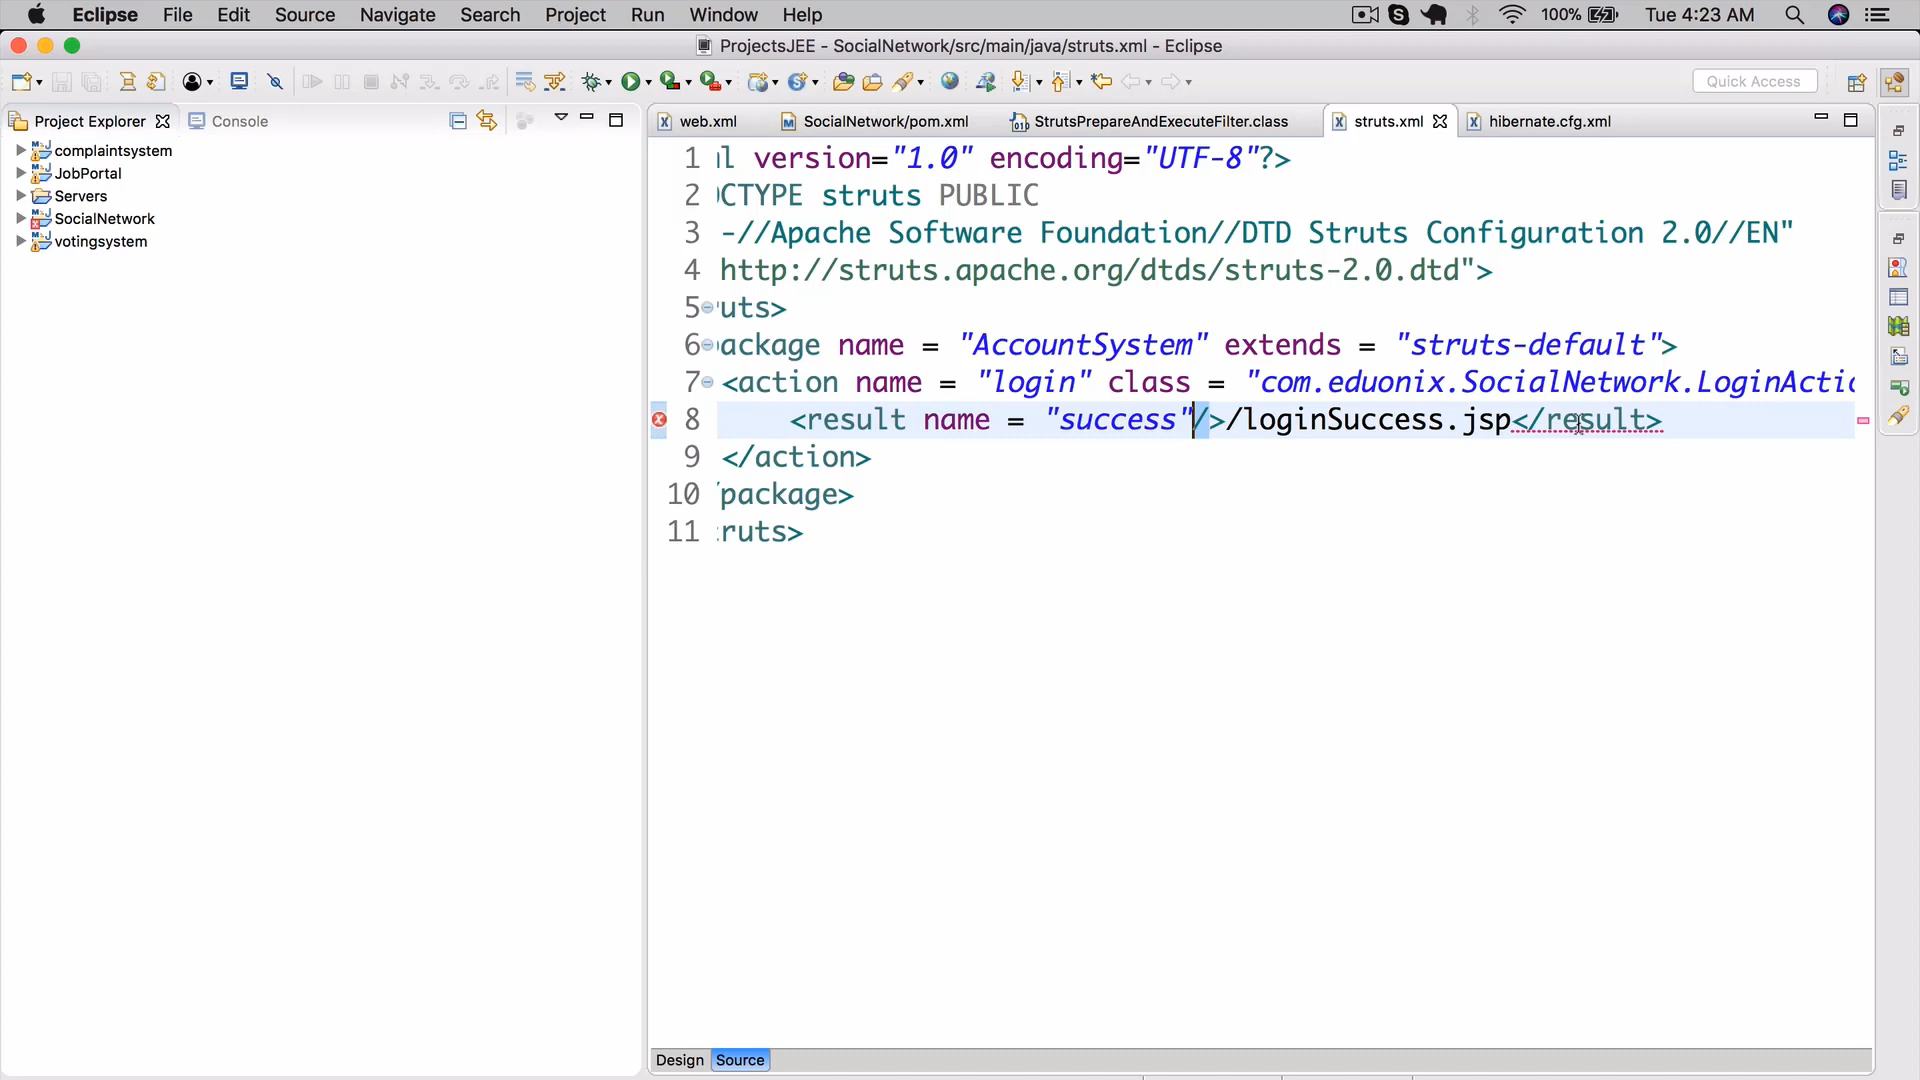 Eclipse File Edit Source Navigate Search Project Run Window Help 100% Tue 4:23 AM
ProjectsJEE - SocialNetwork/src/main/java/struts.xml - Eclipse
Quick Access
Project Explorer Console
complaintsystem
JobPortal
Servers
SocialNetwork
votingsystem
web.xml SocialNetwork/pom.xml StrutsPrepareAndExecuteFilter.class struts.xml hibernate.cfg.xml
1 l version="1.0" encoding="UTF-8"?>
2 CTYPE struts PUBLIC
3 -//Apache Software Foundation//DTD Struts Configuration 2.0//EN"
4 http://struts.apache.org/dtds/struts-2.0.dtd">
5 uts>
6 ackage name = "AccountSystem" extends = "struts-default">
7 <action name = "login" class = "com.eduonix.SocialNetwork.LoginActio
8 <result name = "success"/>/loginSuccess.jsp</result>
9 </action>
10 package>
11 ruts>
Design Source